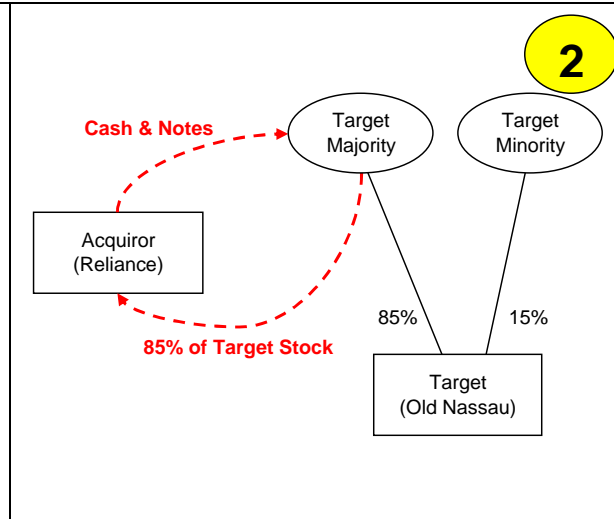 2
Target
Majority
Target
Minority
Cash & Notes
Acquiror
(Reliance)
85%
15%
85% of Target Stock
Target
(Old Nassau)